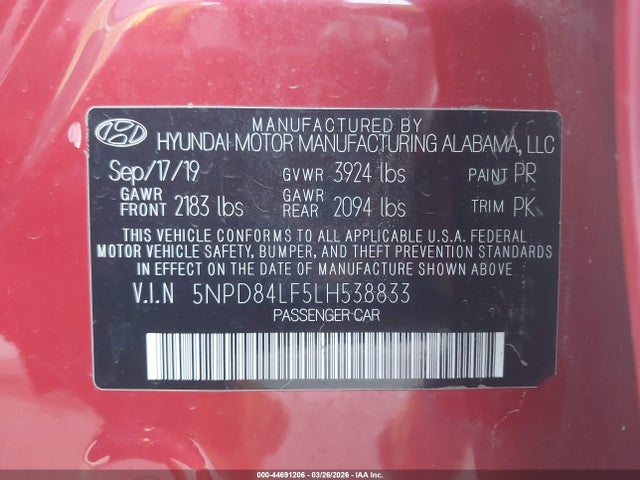 MANUFACTURED BY
HYUNDAI MOTOR MANUFACTURING ALABAMA, LLC
Sep/17/19 GVWR 3924 lbs PAINT PR
GAWR FRONT 2183 lbs GAWR REAR 2094 lbs TRIM PK
THIS VEHICLE CONFORMS TO ALL APPLICABLE U.S.A. FEDERAL
MOTOR VEHICLE SAFETY, BUMPER, AND THEFT PREVENTION STANDARDS
IN EFFECT ON THE DATE OF MANUFACTURE SHOWN ABOVE.
V.I.N 5NPD84LF5LH538833
PASSENGER CAR
000-44691206 - 03/26/2026 - IAA Inc.